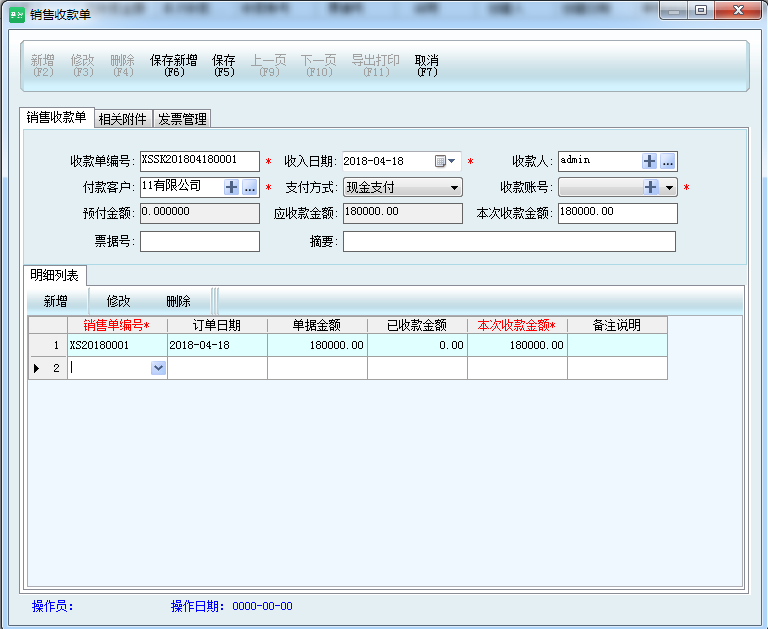 销售收款单
新增 修改 删除 保存新增 保存 上一页 下一页 导出打印 取消
(F2) (F3) (F4) (F6) (F5) (F9) (F10) (F11) (F7)
销售收款单 相关附件 发票管理
收款单编号: XSSK201804180001 * 收入日期: 2018-04-18 * 收款人: admin
付款客户: 11有限公司 * 支付方式: 现金支付 收款账号: *
预付金额: 0.000000 应收款金额: 180000.00 本次收款金额: 180000.00
票据号: 摘要:
明细列表
新增 修改 删除
销售单编号* 订单日期 单据金额 已收款金额 本次收款金额* 备注说明
1 XS20180001 2018-04-18 180000.00 0.00 180000.00
2
操作员: 操作日期: 0000-00-00